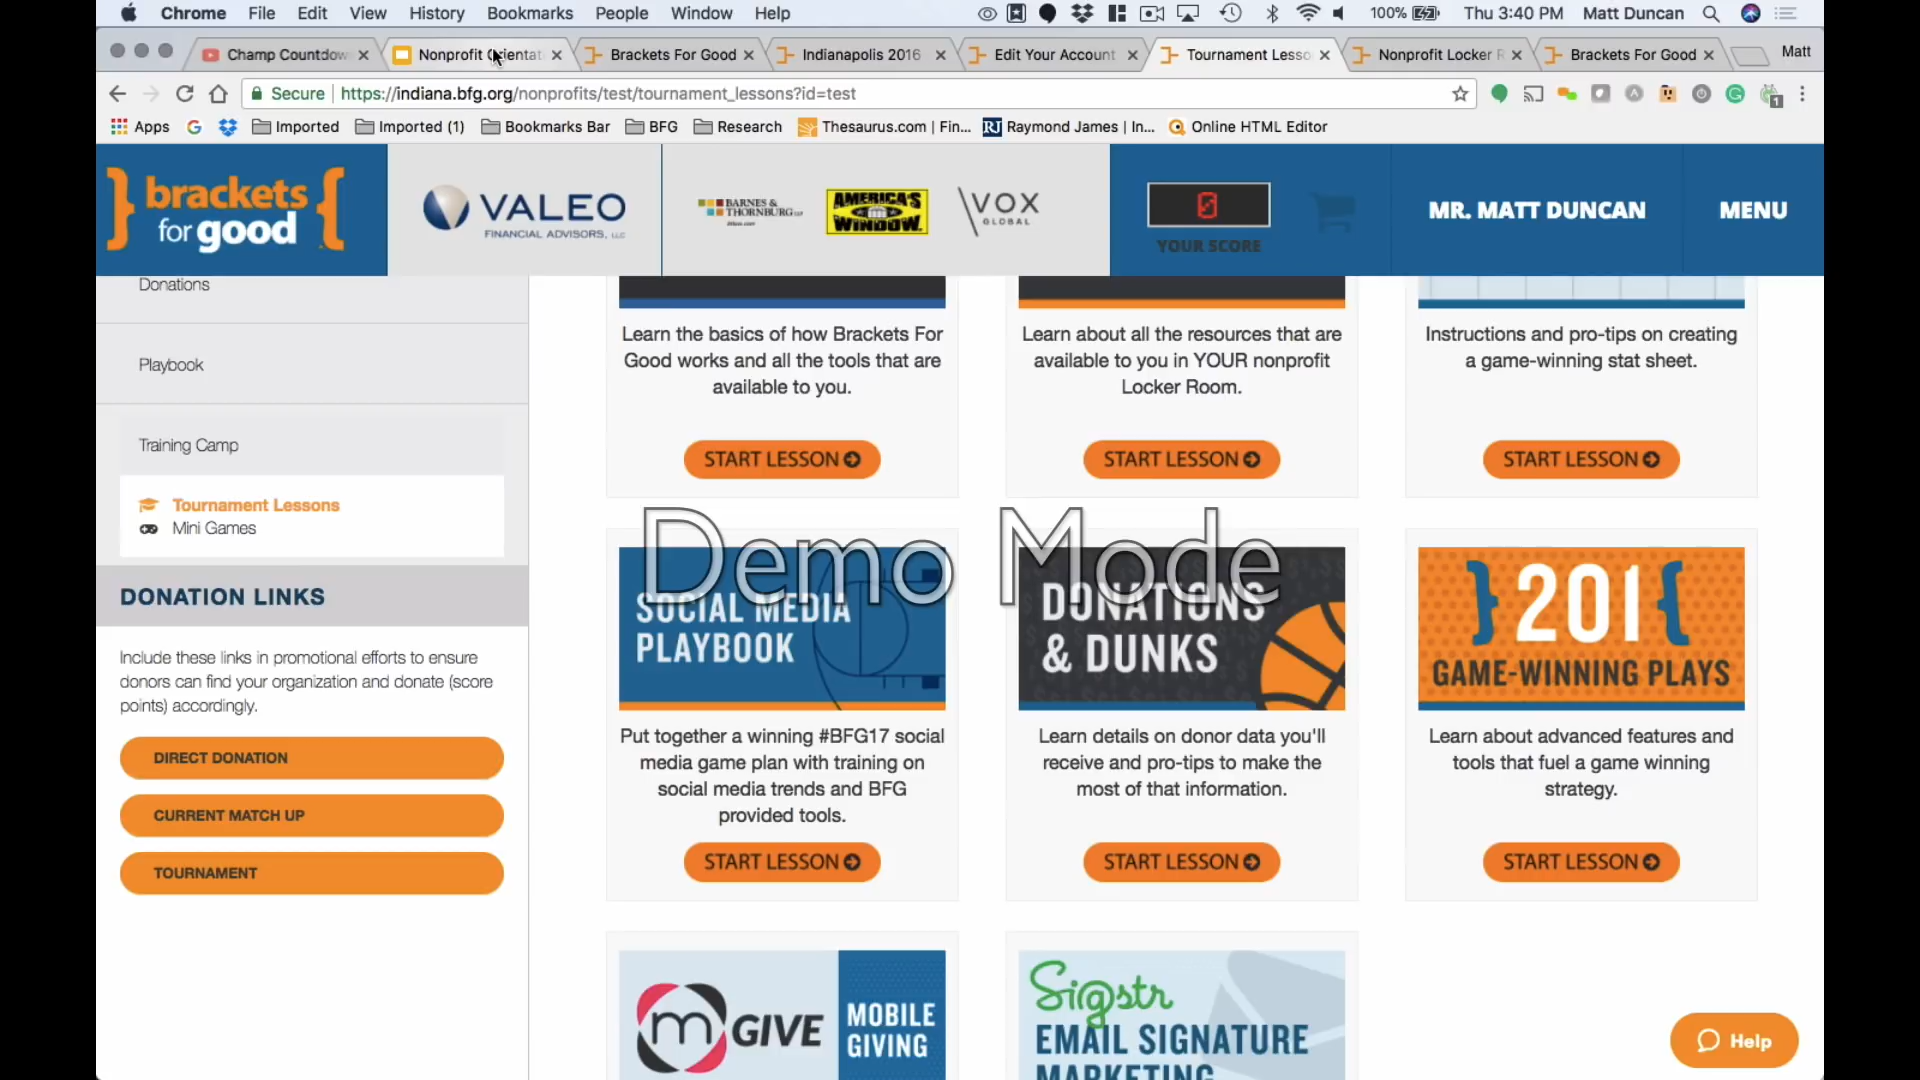 Chrome File Edit View History Bookmarks People Window Help 100% Thu 3:40 PM Matt Duncan
Champ Countdow Nonprofit Orientat Brackets For Good Indianapolis 2016 Edit Your Account Tournament Lesso Nonprofit Locker R Brackets For Good Matt
Secure https://indiana.bfg.org/nonprofits/test/tournament_lessons?id=test
Apps Imported Imported (1) Bookmarks Bar BFG Research Thesaurus.com | Fin... RJ Raymond James | In... Online HTML Editor
brackets
for good
VALEO
FINANCIAL ADVISORS, LLC
BARNES &
THORNBURG LLP
AMERICA'S
WINDOW
VOX
GLOBAL
YOUR SCORE
MR. MATT DUNCAN
MENU
Donations
Playbook
Training Camp
Tournament Lessons
Mini Games
DONATION LINKS
Include these links in promotional efforts to ensure
donors can find your organization and donate (score
points) accordingly.
DIRECT DONATION
CURRENT MATCH UP
TOURNAMENT
Learn the basics of how Brackets For
Good works and all the tools that are
available to you.
START LESSON
Learn about all the resources that are
available to you in YOUR nonprofit
Locker Room.
START LESSON
Instructions and pro-tips on creating
a game-winning stat sheet.
START LESSON
Demo Mode
SOCIAL MEDIA
PLAYBOOK
Put together a winning #BFG17 social
media game plan with training on
social media trends and BFG
provided tools.
START LESSON
DONATIONS
& DUNKS
Learn details on donor data you'll
receive and pro-tips to make the
most of that information.
START LESSON
201
GAME-WINNING PLAYS
Learn about advanced features and
tools that fuel a game winning
strategy.
START LESSON
m GIVE
MOBILE
GIVING
Sigstr
EMAIL SIGNATURE
MARKETING
Help